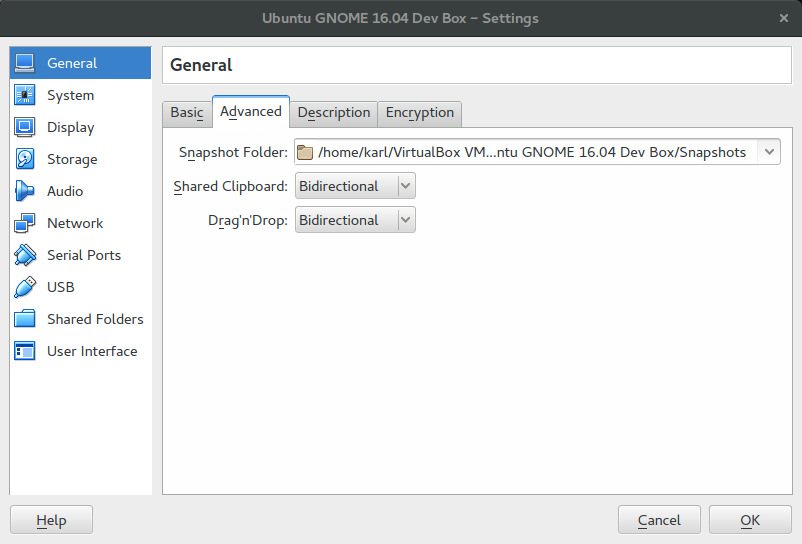 Ubuntu GNOME 16.04 Dev Box – Settings
General
System
Display
Storage
Audio
Network
Serial Ports
USB
Shared Folders
User Interface
General
Basic Advanced Description Encryption
Snapshot Folder: /home/karl/VirtualBox VM...ntu GNOME 16.04 Dev Box/Snapshots
Shared Clipboard: Bidirectional
Drag'n'Drop: Bidirectional
Help Cancel OK